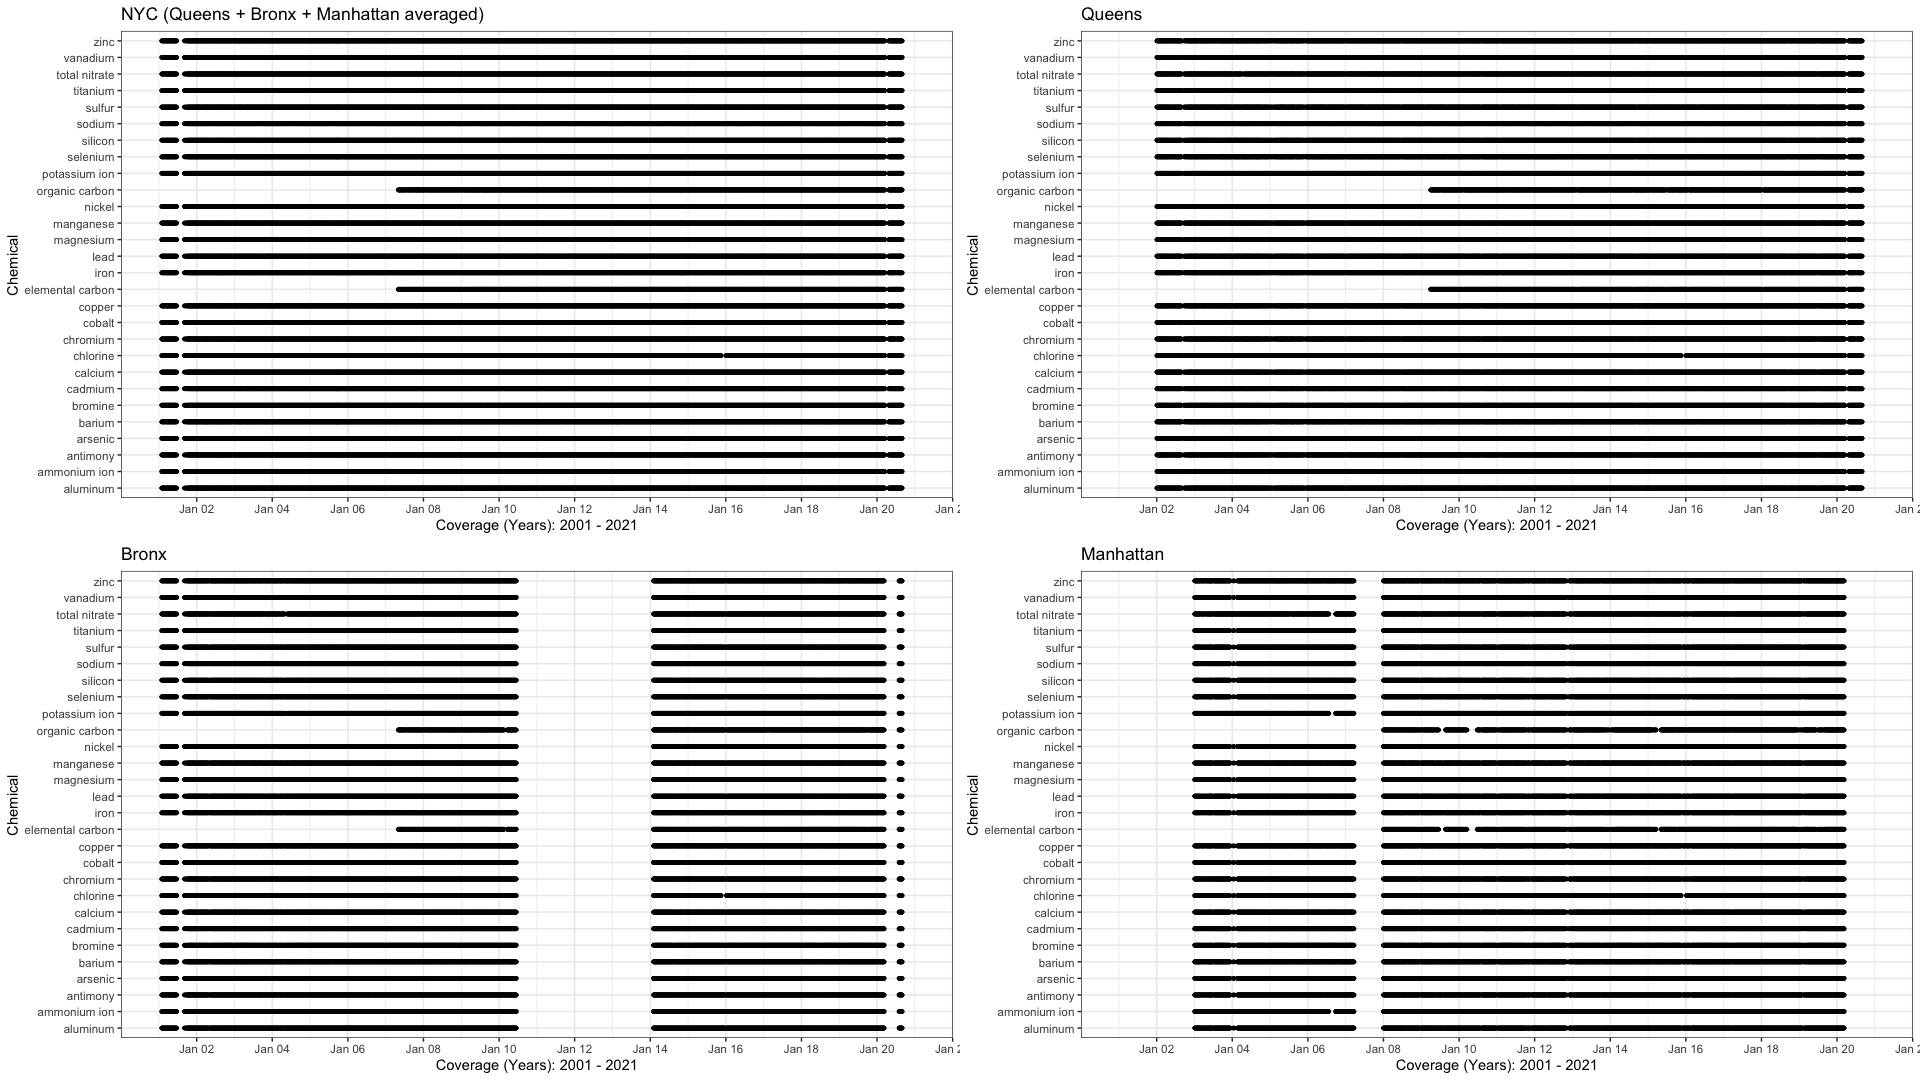 NYC (Queens + Bronx + Manhattan averaged)
Chemical
zinc
vanadium
total nitrate
titanium
sulfur
sodium
silicon
selenium
potassium ion
organic carbon
nickel
manganese
magnesium
lead
iron
elemental carbon
copper
cobalt
chromium
chlorine
calcium
cadmium
bromine
barium
arsenic
antimony
ammonium ion
aluminum
Jan 02 Jan 04 Jan 06 Jan 08 Jan 10 Jan 12 Jan 14 Jan 16 Jan 18 Jan 20 Jan 2
Coverage (Years): 2001 - 2021
Queens
Chemical
zinc
vanadium
total nitrate
titanium
sulfur
sodium
silicon
selenium
potassium ion
organic carbon
nickel
manganese
magnesium
lead
iron
elemental carbon
copper
cobalt
chromium
chlorine
calcium
cadmium
bromine
barium
arsenic
antimony
ammonium ion
aluminum
Jan 02 Jan 04 Jan 06 Jan 08 Jan 10 Jan 12 Jan 14 Jan 16 Jan 18 Jan 20 Jan 2
Coverage (Years): 2001 - 2021
Bronx
Chemical
zinc
vanadium
total nitrate
titanium
sulfur
sodium
silicon
selenium
potassium ion
organic carbon
nickel
manganese
magnesium
lead
iron
elemental carbon
copper
cobalt
chromium
chlorine
calcium
cadmium
bromine
barium
arsenic
antimony
ammonium ion
aluminum
Jan 02 Jan 04 Jan 06 Jan 08 Jan 10 Jan 12 Jan 14 Jan 16 Jan 18 Jan 20 Jan 2
Coverage (Years): 2001 - 2021
Manhattan
Chemical
zinc
vanadium
total nitrate
titanium
sulfur
sodium
silicon
selenium
potassium ion
organic carbon
nickel
manganese
magnesium
lead
iron
elemental carbon
copper
cobalt
chromium
chlorine
calcium
cadmium
bromine
barium
arsenic
antimony
ammonium ion
aluminum
Jan 02 Jan 04 Jan 06 Jan 08 Jan 10 Jan 12 Jan 14 Jan 16 Jan 18 Jan 20 Jan 2
Coverage (Years): 2001 - 2021